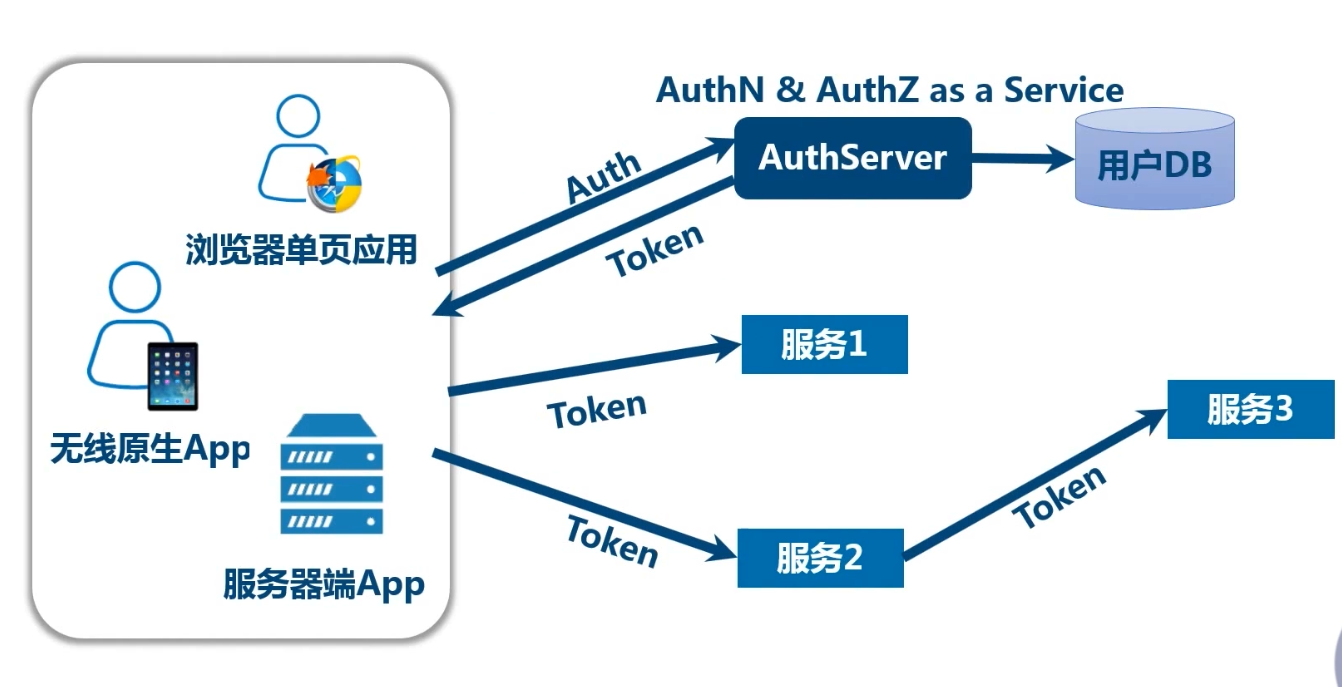 AuthN & AuthZ as a Service
AuthServer
用户DB
Auth
Token
浏览器单页应用
无线原生App
服务器端App
Token
服务1
Token
服务2
Token
服务3